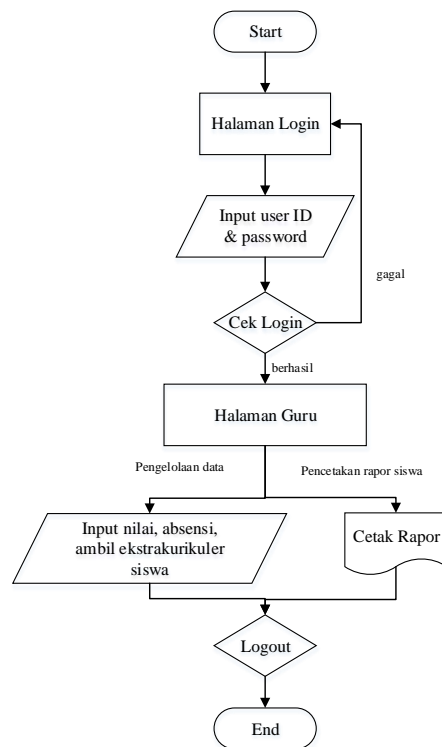 Start
Halaman Login
Input user ID
& password
gagal
Cek Login
berhasil
Halaman Guru
Pengelolaan data
Pencetakan rapor siswa
Input nilai, absensi,
ambil ekstrakurikuler
siswa
Cetak Rapor
Logout
End